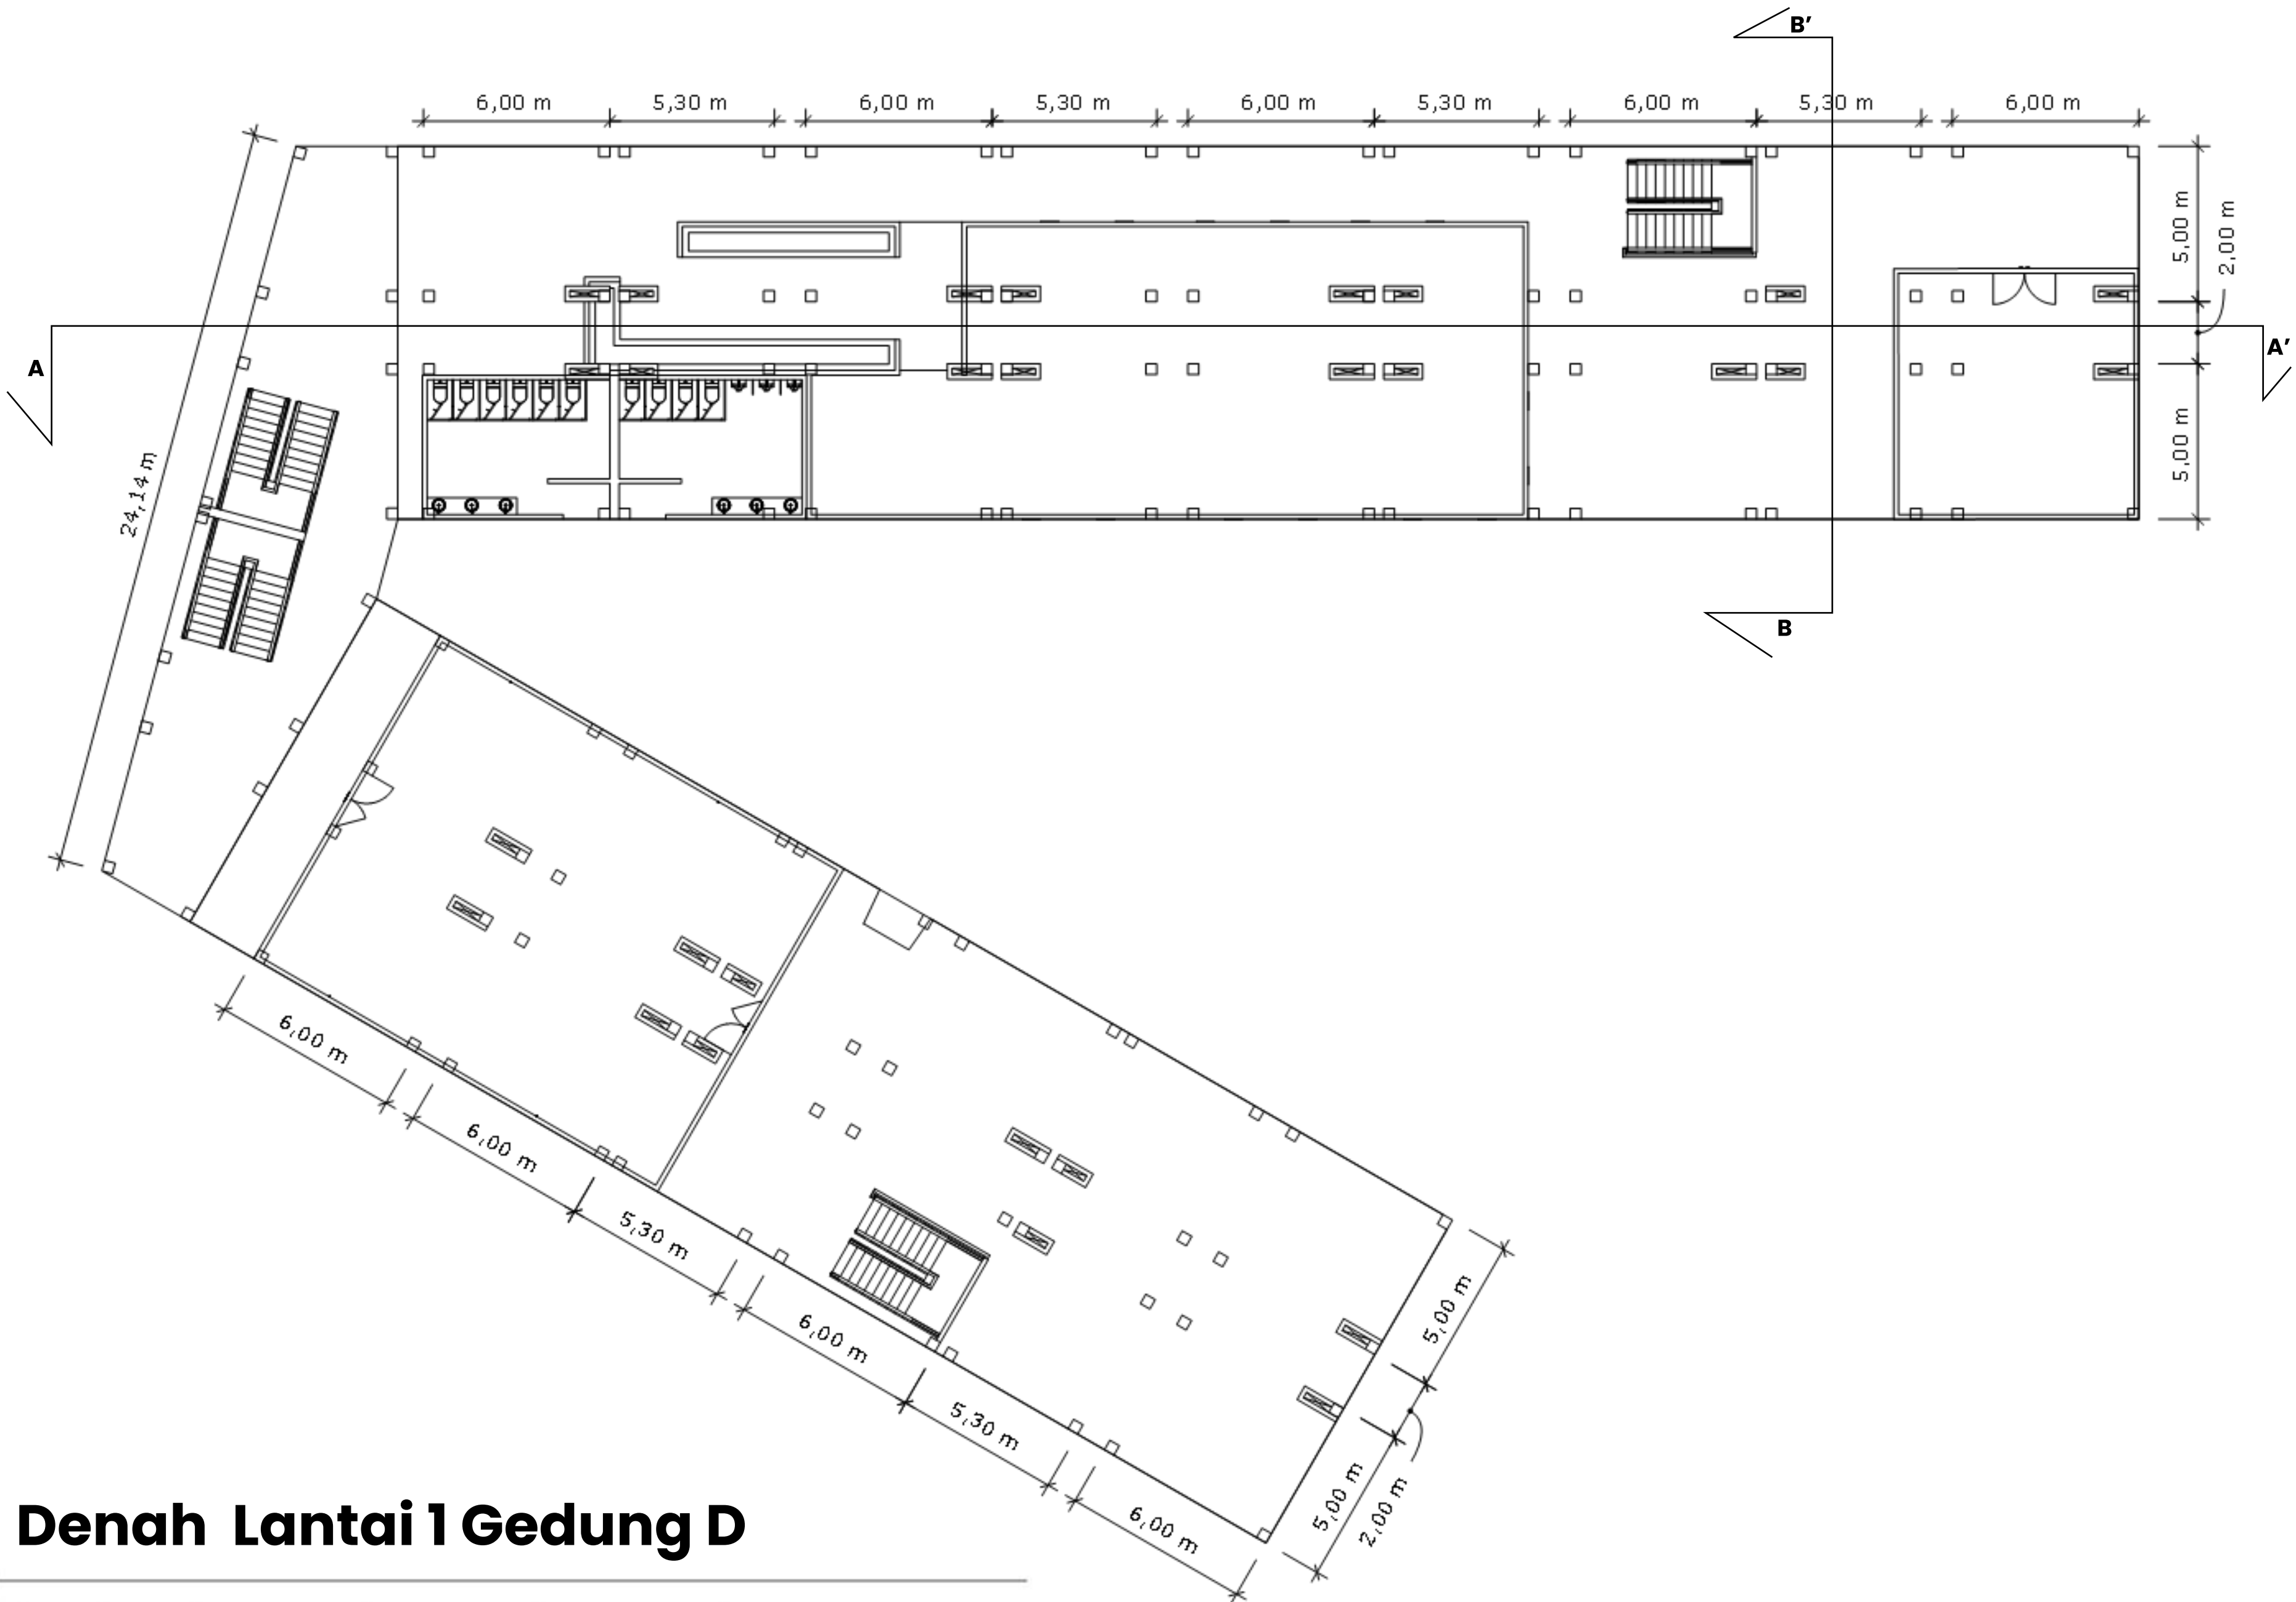 B’
6,00 m 5,30 m 6,00 m 5,30 m 6,00 m 5,30 m 6,00 m 5,30 m 6,00 m
5,00 m
2,00 m
A
A’
5,00 m
24,14 m
B
6,00 m
6,00 m
5,30 m
6,00 m
5,30 m
6,00 m
5,00 m
5,00 m
2,00 m
Denah Lantai 1 Gedung D